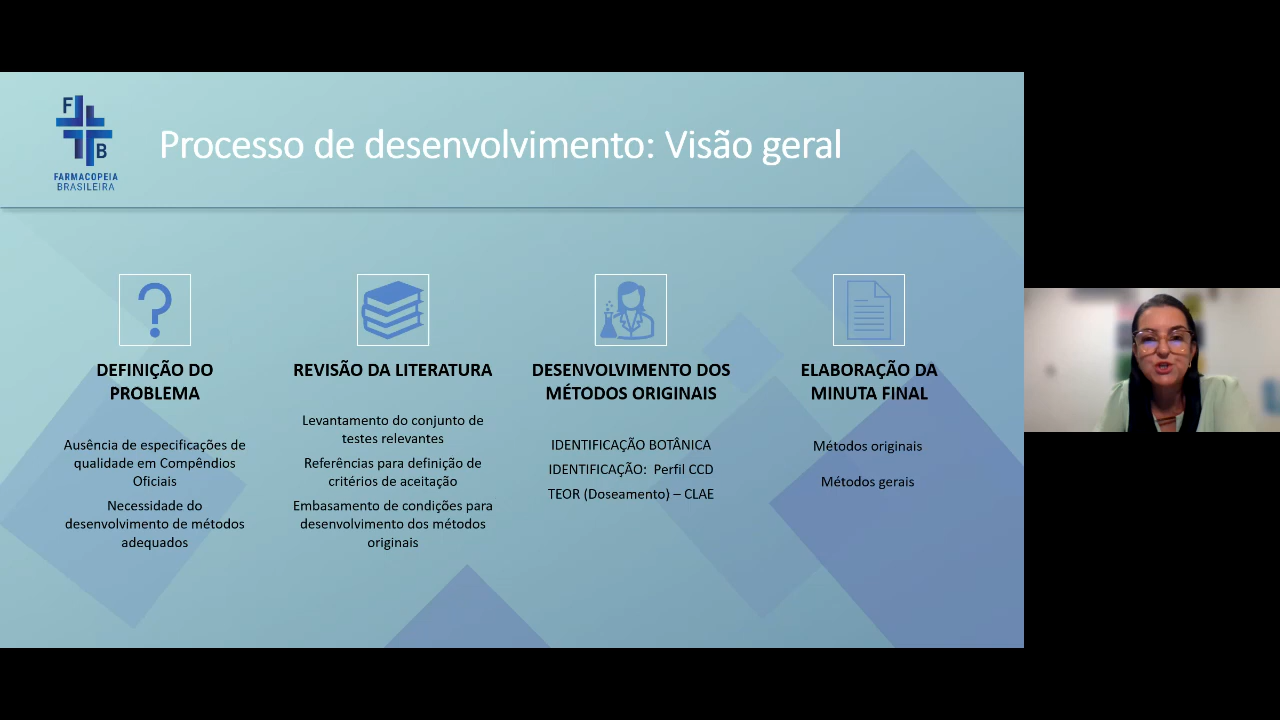 F
B
FARMACOPEIA
BRASILEIRA
Processo de desenvolvimento: Visão geral
DEFINIÇÃO DO
PROBLEMA
Ausência de especificações de
qualidade em Compêndios
Oficiais
Necessidade do
desenvolvimento de métodos
adequados
REVISÃO DA LITERATURA
Levantamento do conjunto de
testes relevantes
Referências para definição de
critérios de aceitação
Embasamento de condições para
desenvolvimento dos métodos
originais
DESENVOLVIMENTO DOS
MÉTODOS ORIGINAIS
IDENTIFICAÇÃO BOTÂNICA
IDENTIFICAÇÃO: Perfil CCD
TEOR (Doseamento) – CLAE
ELABORAÇÃO DA
MINUTA FINAL
Métodos originais
Métodos gerais